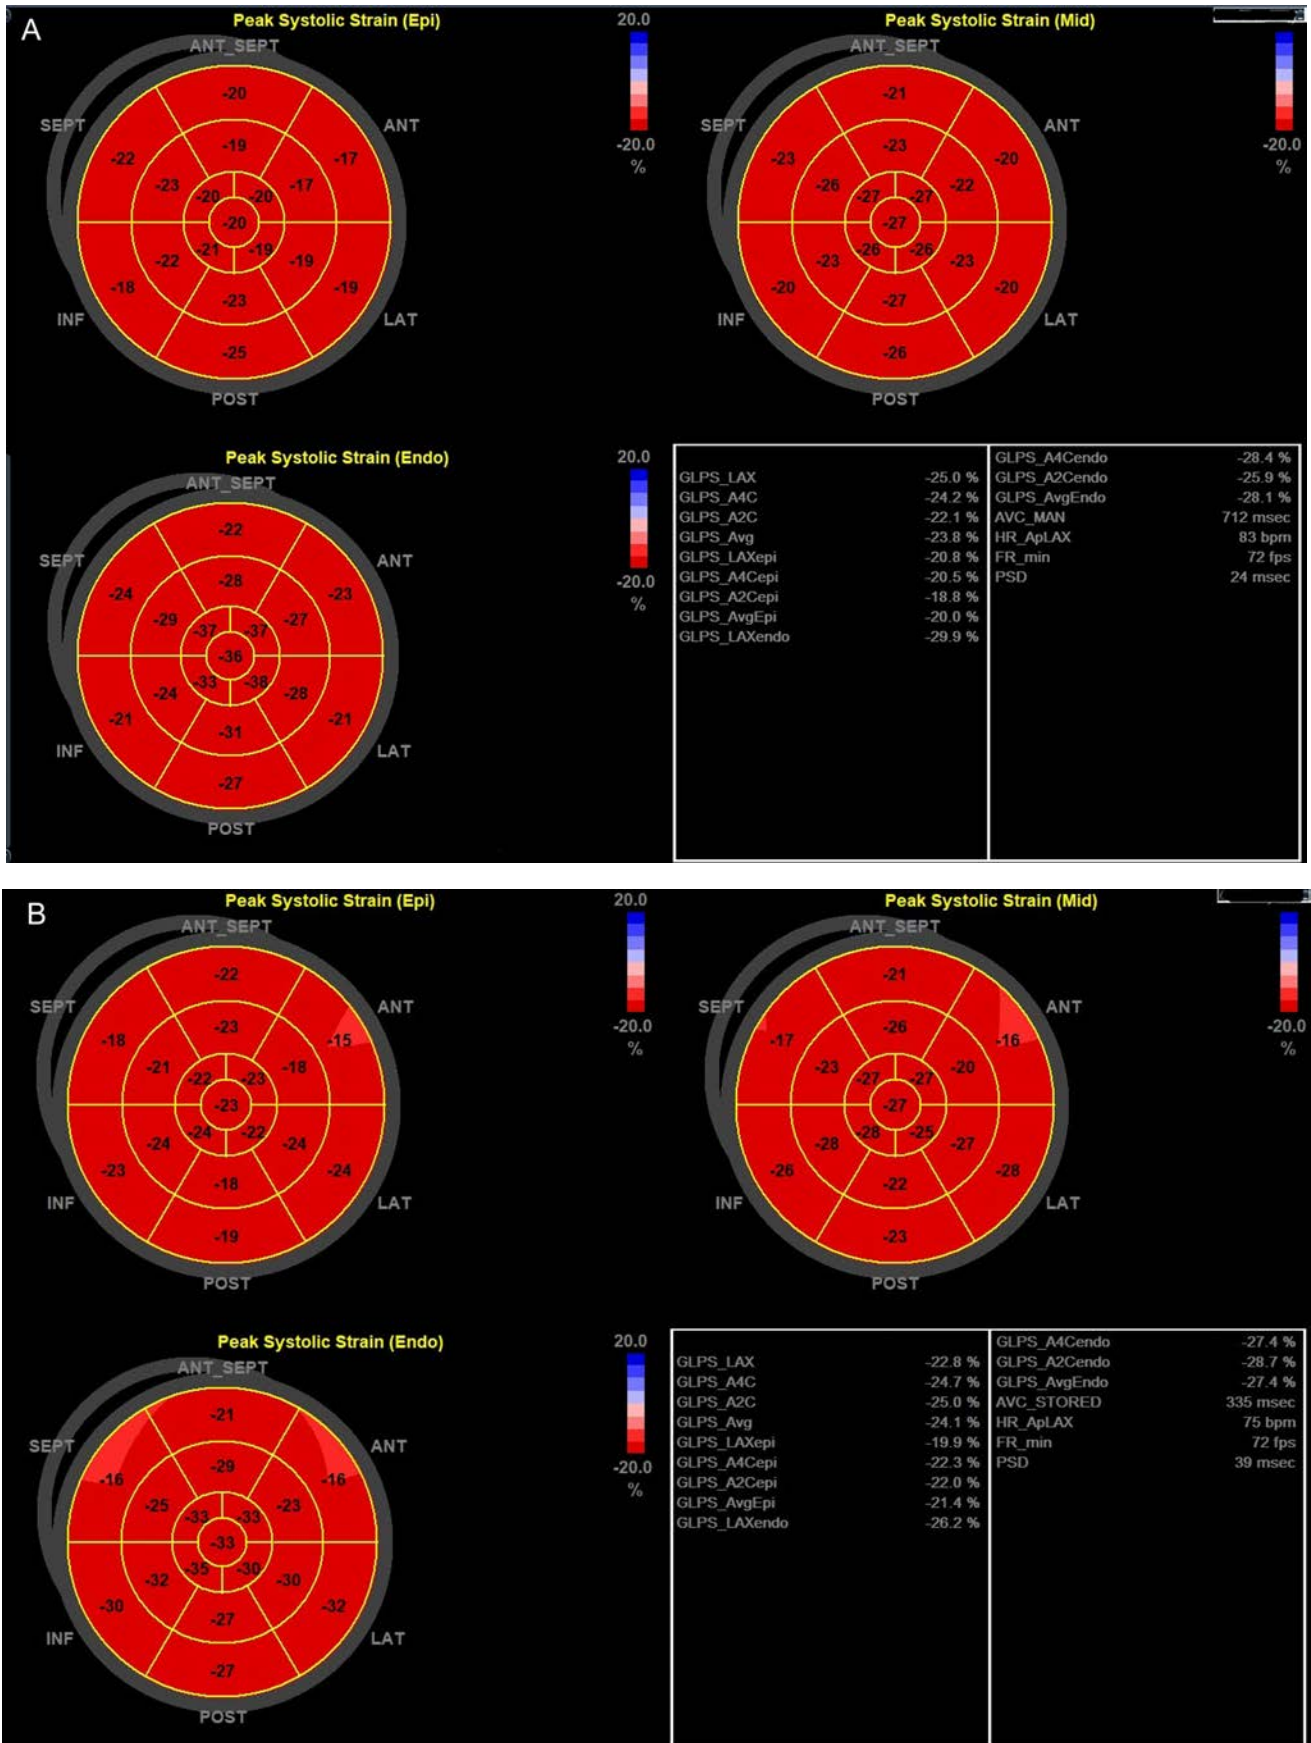 A
Peak Systolic Strain (Epi)
20.0
ANT_SEPT
-20
SEPT
ANT
-20.0
%
-22
-19
-17
-23
-17
-20
-20
-20
-21
-19
-22
-19
-18
-19
-23
INF
LAT
-25
POST
Peak Systolic Strain (Mid)
ANT_SEPT
-21
SEPT
ANT
-20.0
%
-23
-23
-20
-26
-22
-27
-27
-27
-26
-26
-23
-23
-20
-20
-27
INF
LAT
-26
POST
Peak Systolic Strain (Endo)
20.0
ANT_SEPT
-22
SEPT
ANT
-20.0
%
-28
-24
-23
-29
-27
-37
-37
-36
-33
-38
-24
-28
-21
-21
-31
INF
LAT
-27
POST
GLPS_LAX -25.0 %
GLPS_A4C -24.2 %
GLPS_A2C -22.1 %
GLPS_Avg -23.8 %
GLPS_LAXepi -20.8 %
GLPS_A4Cepi -20.5 %
GLPS_A2Cepi -18.8 %
GLPS_AvgEpi -20.0 %
GLPS_LAXendo -29.9 %
GLPS_A4Cendo -28.4 %
GLPS_A2Cendo -25.9 %
GLPS_AvgEndo -28.1 %
AVC_MAN 712 msec
HR_ApLAX 83 bpm
FR_min 72 fps
PSD 24 msec
B
Peak Systolic Strain (Epi)
20.0
ANT_SEPT
-22
SEPT
ANT
-20.0
%
-23
-18
-15
-21
-18
-22
-23
-23
-24
-22
-24
-24
-23
-24
-18
INF
LAT
-19
POST
Peak Systolic Strain (Mid)
20.0
ANT_SEPT
-21
SEPT
ANT
-20.0
%
-26
-17
-16
-23
-20
-27
-27
-27
-28
-25
-28
-27
-26
-28
-22
INF
LAT
-23
POST
Peak Systolic Strain (Endo)
20.0
ANT_SEPT
-21
SEPT
ANT
-20.0
%
-29
-16
-16
-25
-23
-33
-33
-33
-35
-30
-32
-30
-30
-32
-27
INF
LAT
-27
POST
GLPS_LAX -22.8 %
GLPS_A4C -24.7 %
GLPS_A2C -25.0 %
GLPS_Avg -24.1 %
GLPS_LAXepi -19.9 %
GLPS_A4Cepi -22.3 %
GLPS_A2Cepi -22.0 %
GLPS_AvgEpi -21.4 %
GLPS_LAXendo -26.2 %
GLPS_A4Cendo -27.4 %
GLPS_A2Cendo -28.7 %
GLPS_AvgEndo -27.4 %
AVC_STORED 335 msec
HR_ApLAX 75 bpm
FR_min 72 fps
PSD 39 msec